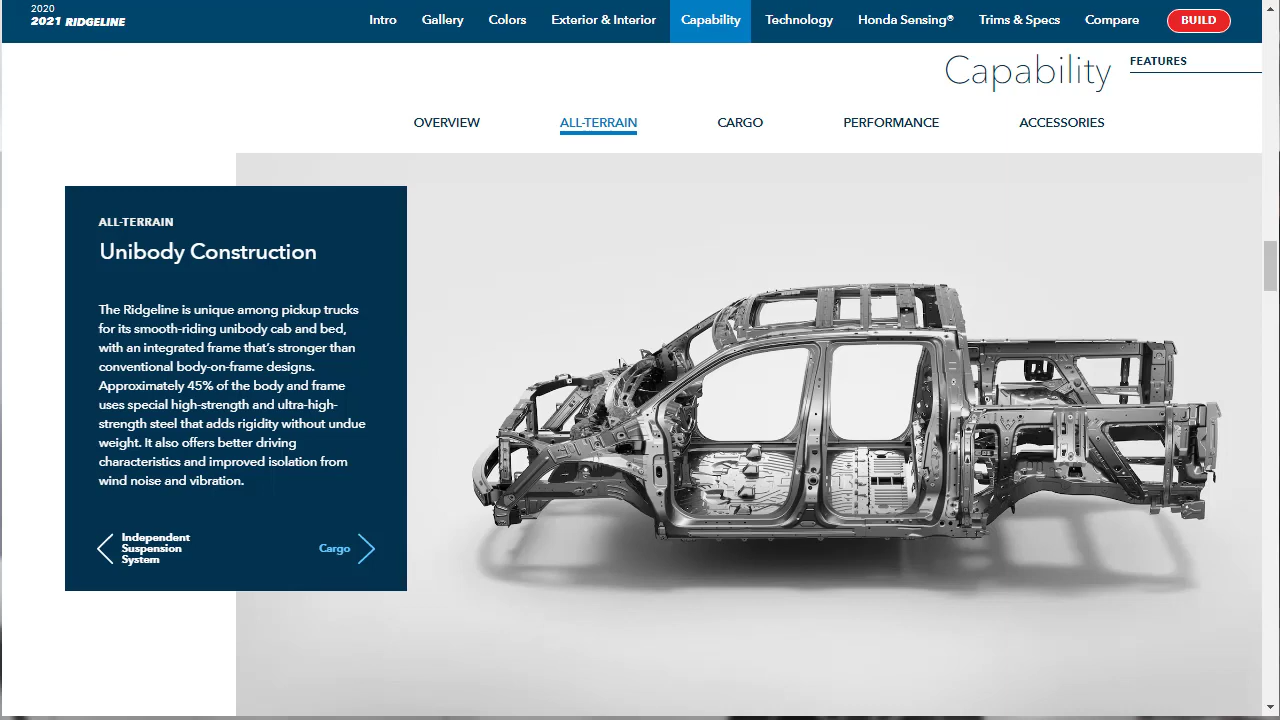 2020
2021 RIDGELINE
Intro Gallery Colors Exterior & Interior Capability Technology Honda Sensing® Trims & Specs Compare BUILD
Capability
FEATURES
OVERVIEW ALL-TERRAIN CARGO PERFORMANCE ACCESSORIES
ALL-TERRAIN
Unibody Construction
The Ridgeline is unique among pickup trucks
for its smooth-riding unibody cab and bed,
with an integrated frame that's stronger than
conventional body-on-frame designs.
Approximately 45% of the body and frame
uses special high-strength and ultra-high-
strength steel that adds rigidity without undue
weight. It also offers better driving
characteristics and improved isolation from
wind noise and vibration.
Independent
Suspension
System
Cargo